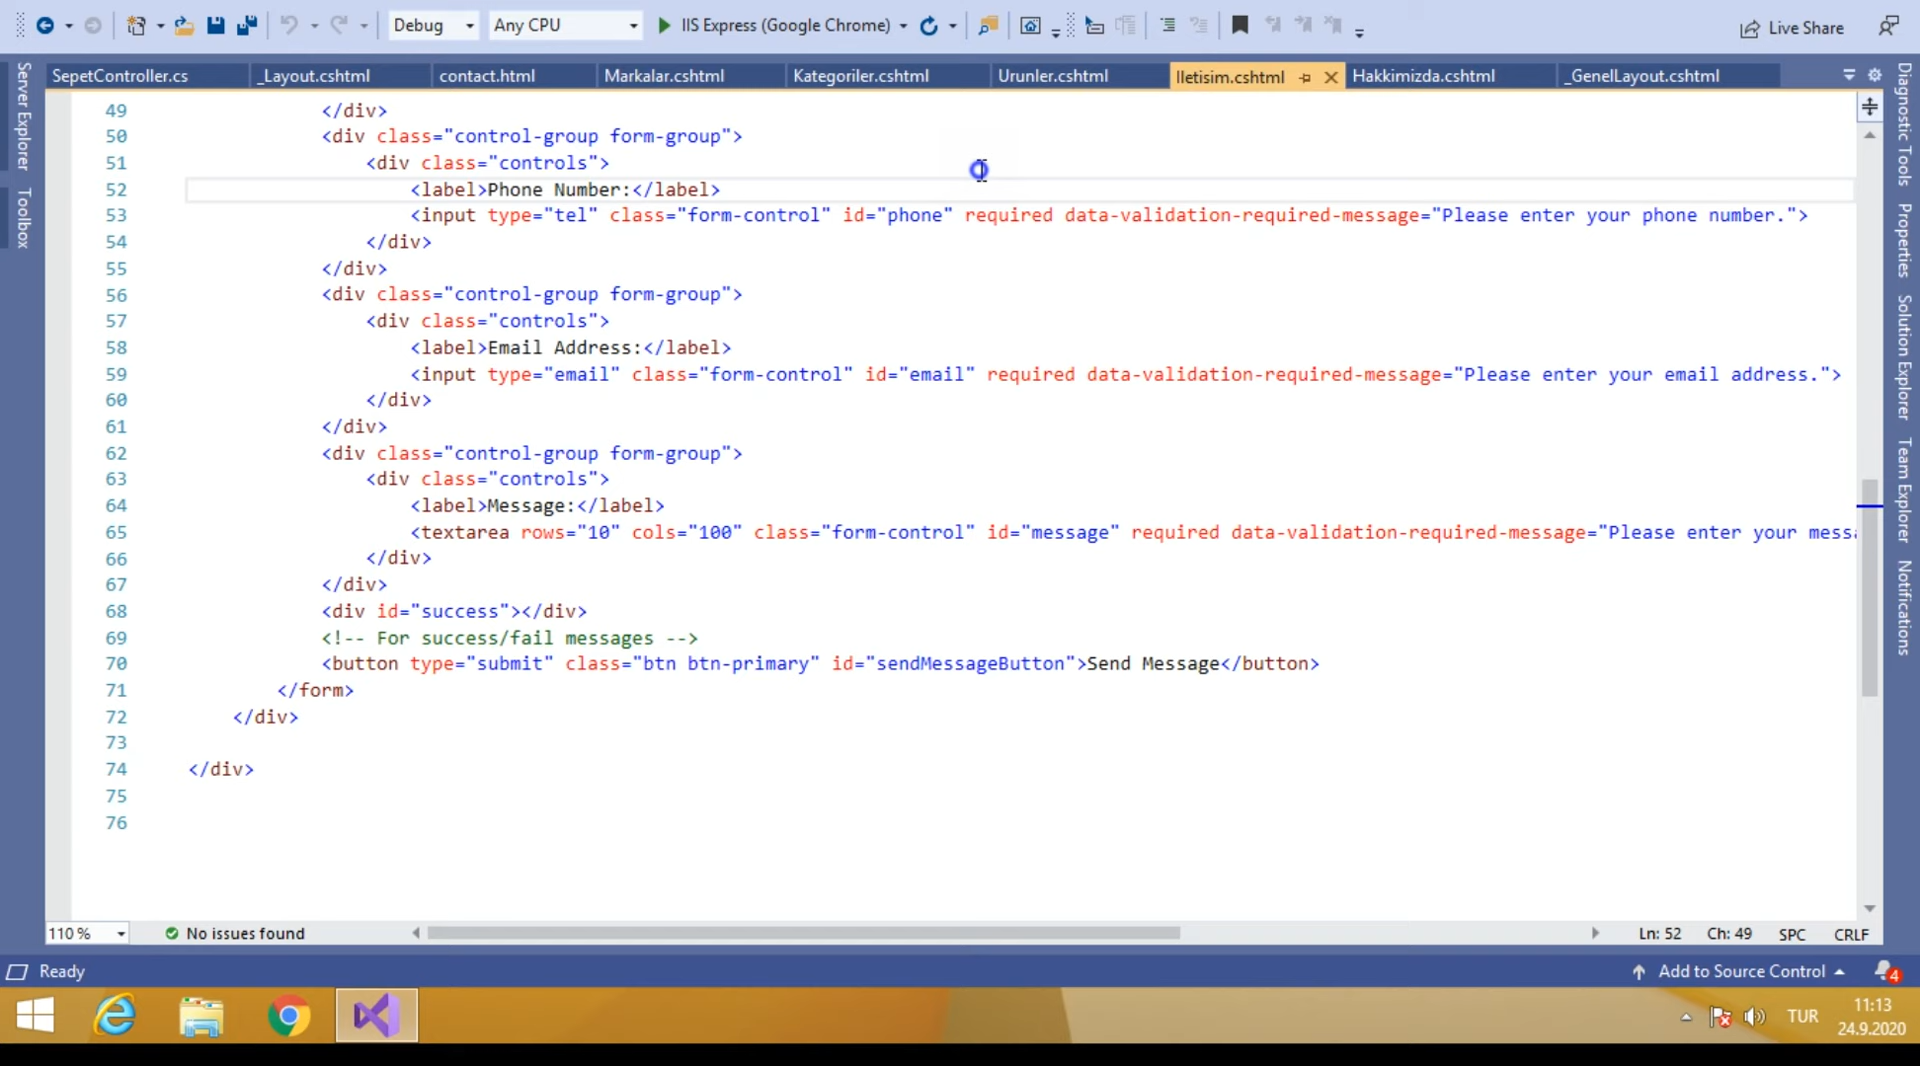 Debug
Any CPU
IIS Express (Google Chrome)
Live Share
SepetController.cs
_Layout.cshtml
contact.html
Markalar.cshtml
Kategoriler.cshtml
Urunler.cshtml
Iletisim.cshtml
Hakkimizda.cshtml
_GenelLayout.cshtml
Server Explorer
Toolbox
49 </div>
50 <div class="control-group form-group">
51 <div class="controls">
52 <label>Phone Number:</label>
53 <input type="tel" class="form-control" id="phone" required data-validation-required-message="Please enter your phone number.">
54 </div>
55 </div>
56 <div class="control-group form-group">
57 <div class="controls">
58 <label>Email Address:</label>
59 <input type="email" class="form-control" id="email" required data-validation-required-message="Please enter your email address.">
60 </div>
61 </div>
62 <div class="control-group form-group">
63 <div class="controls">
64 <label>Message:</label>
65 <textarea rows="10" cols="100" class="form-control" id="message" required data-validation-required-message="Please enter your messa
66 </div>
67 </div>
68 <div id="success"></div>
69 <!-- For success/fail messages -->
70 <button type="submit" class="btn btn-primary" id="sendMessageButton">Send Message</button>
71 </form>
72 </div>
73
74 </div>
75
76
Diagnostic Tools
Properties
Solution Explorer
Team Explorer
Notifications
110 %
No issues found
Ln: 52
Ch: 49
SPC
CRLF
Ready
Add to Source Control
4
TUR
11:13
24.9.2020